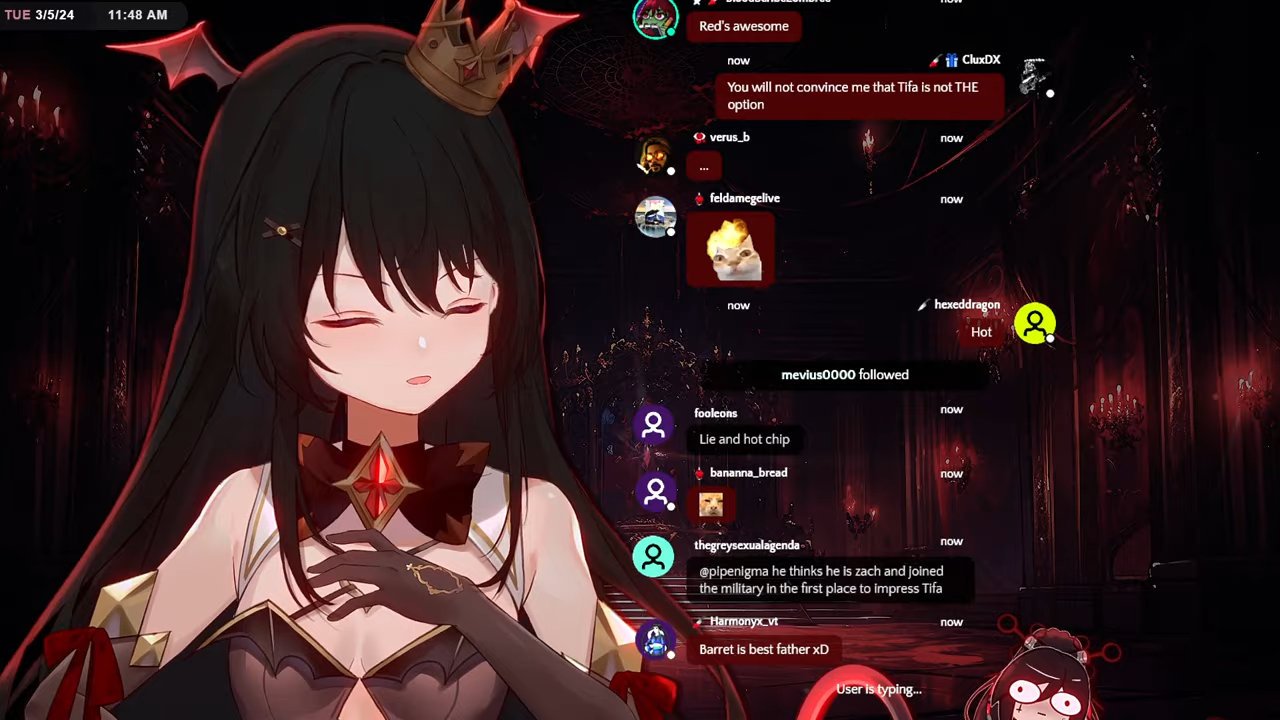 TUE 3/5/24 11:48 AM
now
Red's awesome
now CluxDX
You will not convince me that Tifa is not THE
option
verus_b now
...
feldamegelive now
now hexeddragon
Hot
mevius0000 followed
fooleons now
Lie and hot chip
bananna_bread now
thegreysexualagenda now
@pipenigma he thinks he is zach and joined
the military in the first place to impress Tifa
Harmonyx_vt now
Barret is best father xD
User is typing...